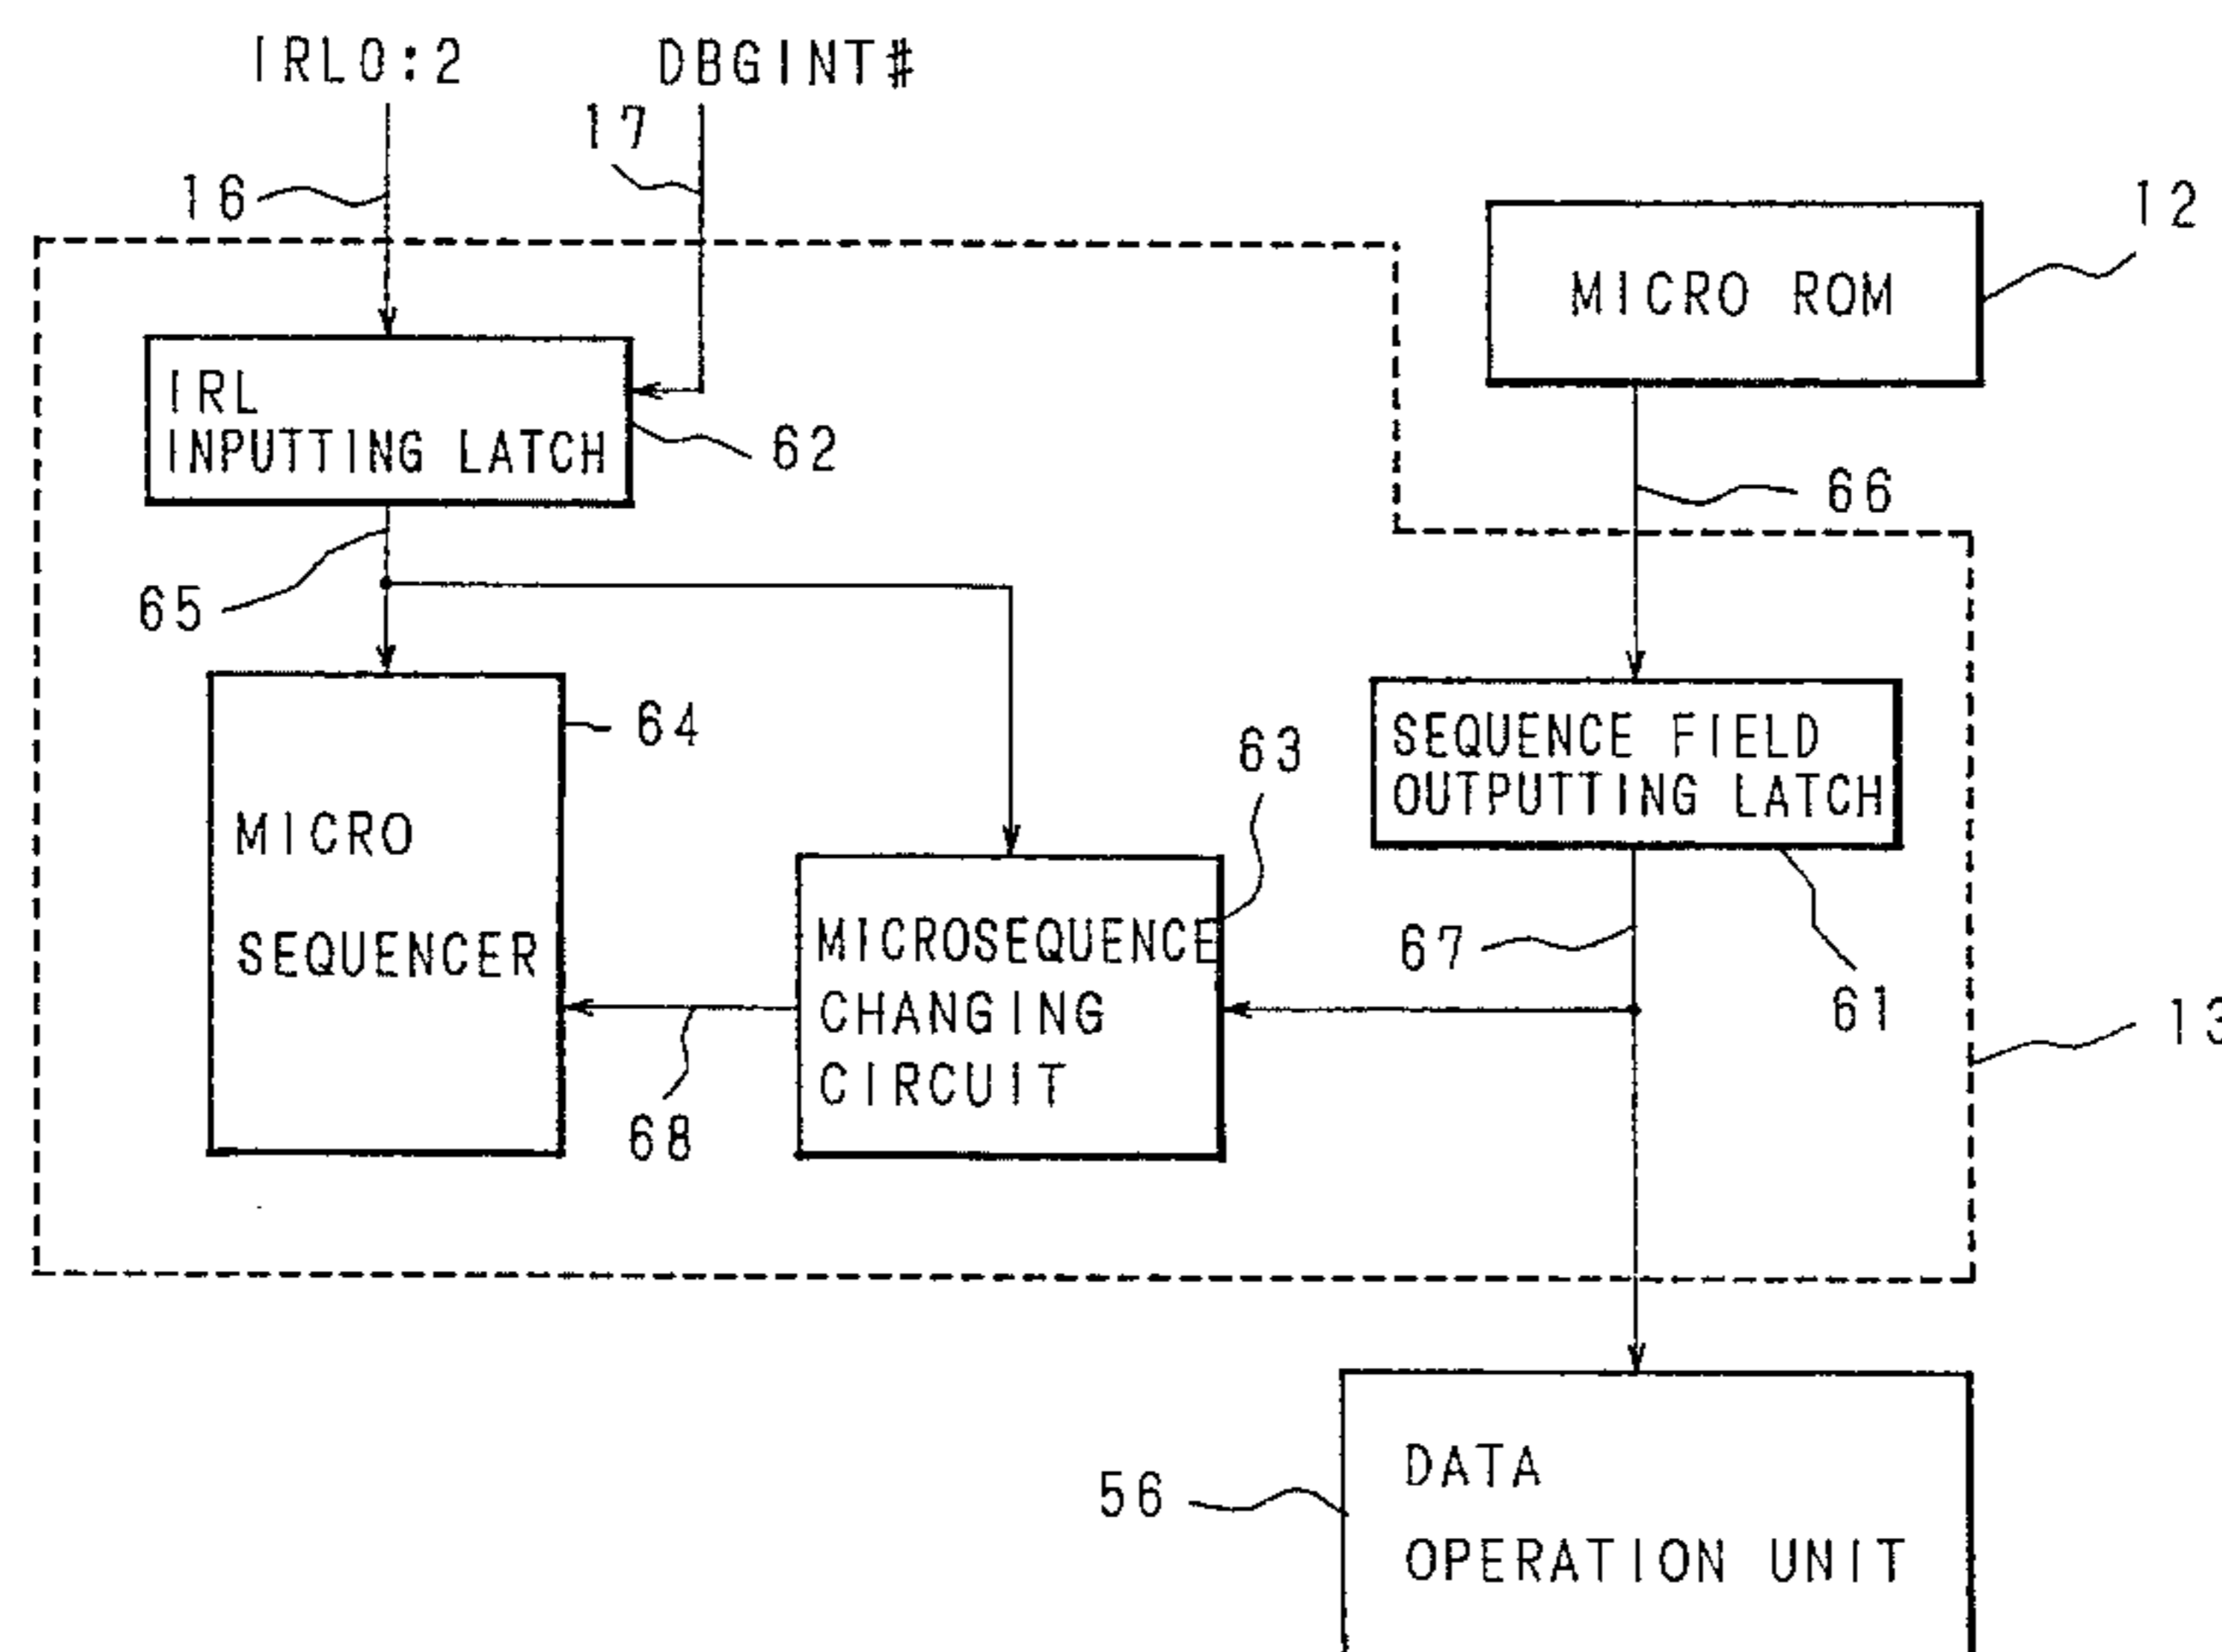 IRL0:2
DBGINT#
17
16
12
MICRO ROM
IRL
INPUTTING LATCH
62
66
65
64
63
SEQUENCE FIELD
OUTPUTTING LATCH
MICRO
SEQUENCER
MICROSEQUENCE
CHANGING
CIRCUIT
67
61
13
68
56
DATA
OPERATION UNIT